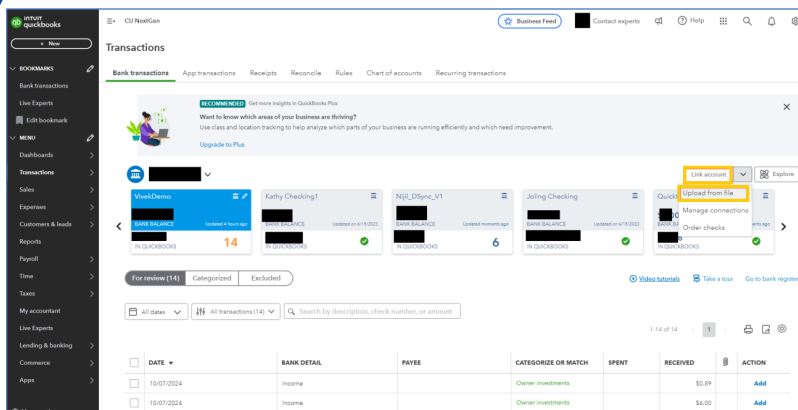 INTUIT
quickbooks
CU NextGen
Business Feed
Contact experts
Help
+ New
Transactions
BOOKMARKS
Bank transactions
Live Experts
Edit bookmark
MENU
Dashboards
Transactions
Sales
Expenses
Customers & leads
Reports
Payroll
Time
Taxes
My accountant
Live Experts
Lending & banking
Commerce
Apps
Bank transactions App transactions Receipts Reconcile Rules Chart of accounts Recurring transactions
RECOMMENDED Get more insights in QuickBooks Plus
Want to know which areas of your business are thriving?
Use class and location tracking to help analyze which parts of your business are running efficiently and which need improvement.
Upgrade to Plus
Link account
Explore
Upload from file
Manage connections
Order checks
VivekDemo
BANK BALANCE Updated 4 hours ago
IN QUICKBOOKS
14
Kathy Checking1
BANK BALANCE Updated on 6/19/2023
IN QUICKBOOKS
Nijil_DSync_V1
BANK BALANCE Updated moments ago
IN QUICKBOOKS
6
Joling Checking
BANK BALANCE Updated on 6/19/2023
IN QUICKBOOKS
IN QUICKBOOKS
For review (14) Categorized Excluded
Video tutorials Take a tour Go to bank register
All dates All transactions (14) Search by description, check number, or amount
1-14 of 14 1
DATE BANK DETAIL PAYEE CATEGORIZE OR MATCH SPENT RECEIVED ACTION
10/07/2024 Income Owner investments $0.89 Add
10/07/2024 Income Owner investments $6.00 Add